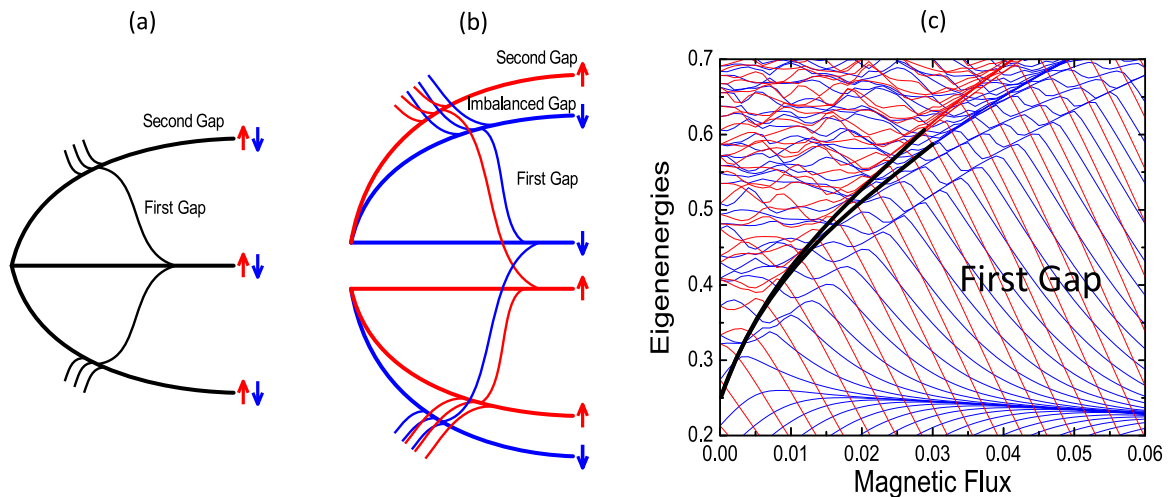 (a)
(b)
(c)
Second Gap
First Gap
Second Gap
Imbalanced Gap
First Gap
Eigenenergies
0.7
0.6
0.5
0.4
0.3
0.2
First Gap
0.00 0.01 0.02 0.03 0.04 0.05 0.06
Magnetic Flux